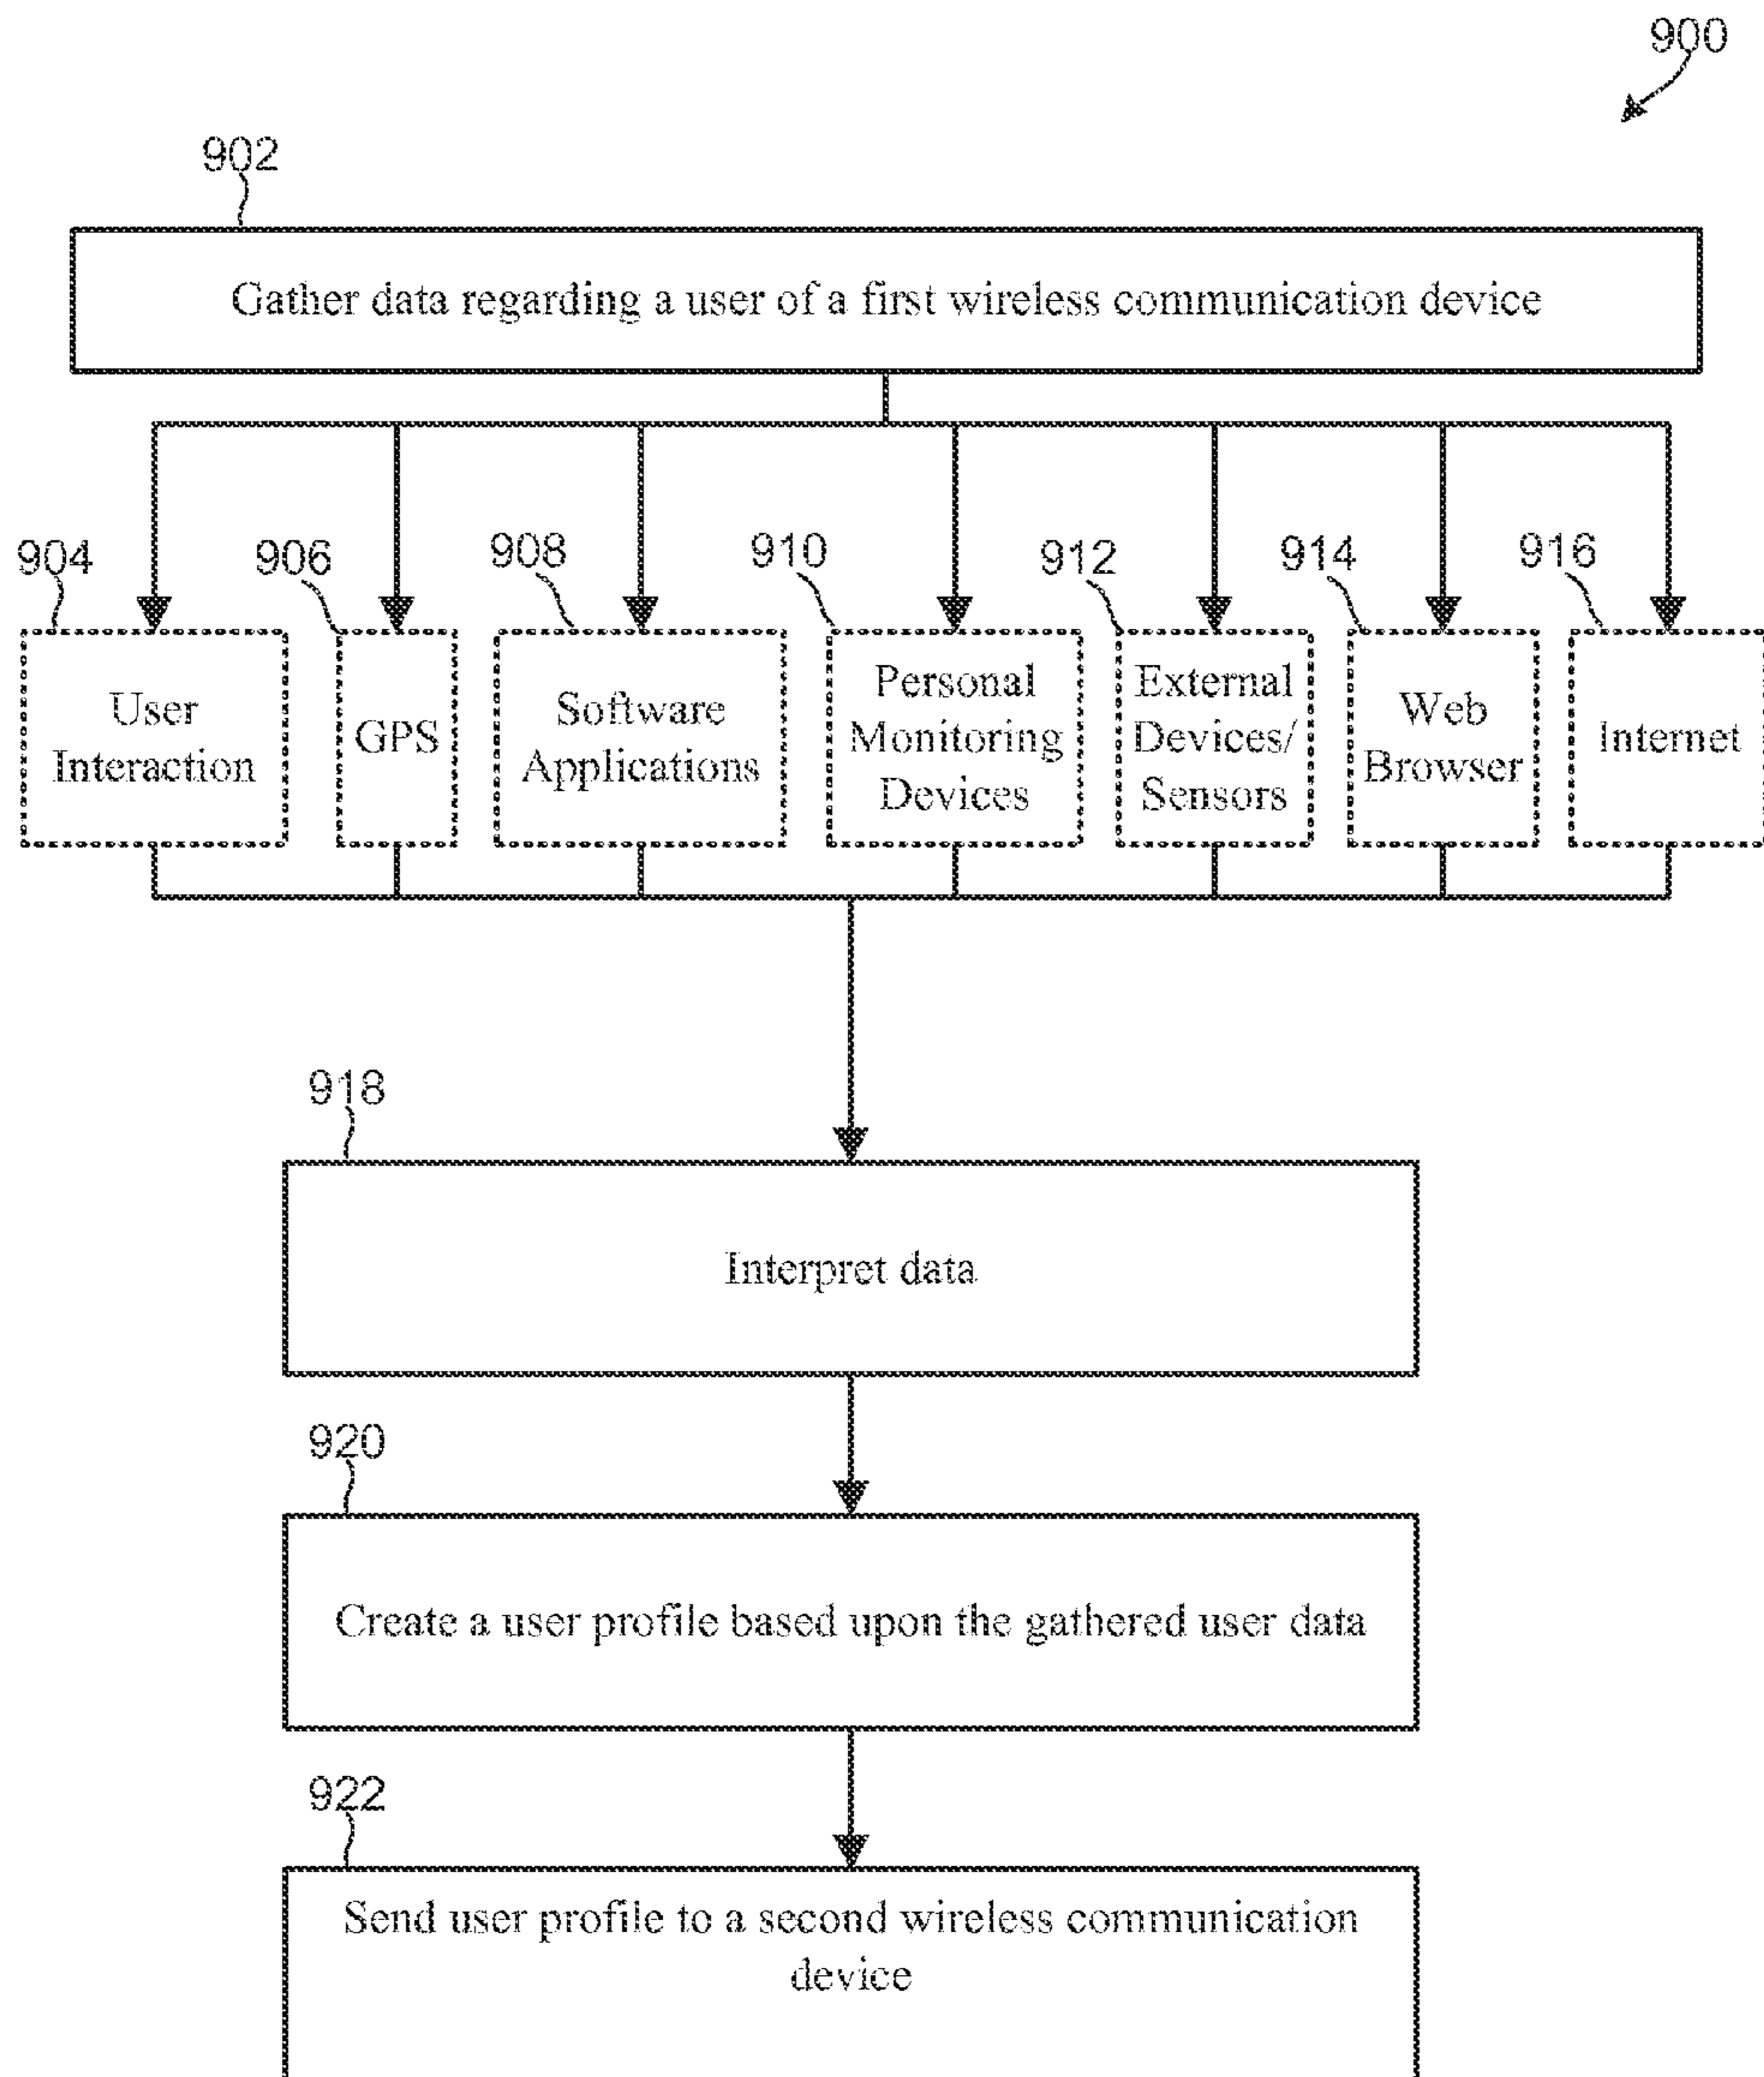 900
902
Gather data regarding a user of a first wireless communication device
904
906
908
910
912
914
916
User
Interaction
GPS
Software
Applications
Personal
Monitoring
Devices
External
Devices/
Sensors
Web
Browser
Internet
918
Interpret data
920
Create a user profile based upon the gathered user data
922
Send user profile to a second wireless communication
device